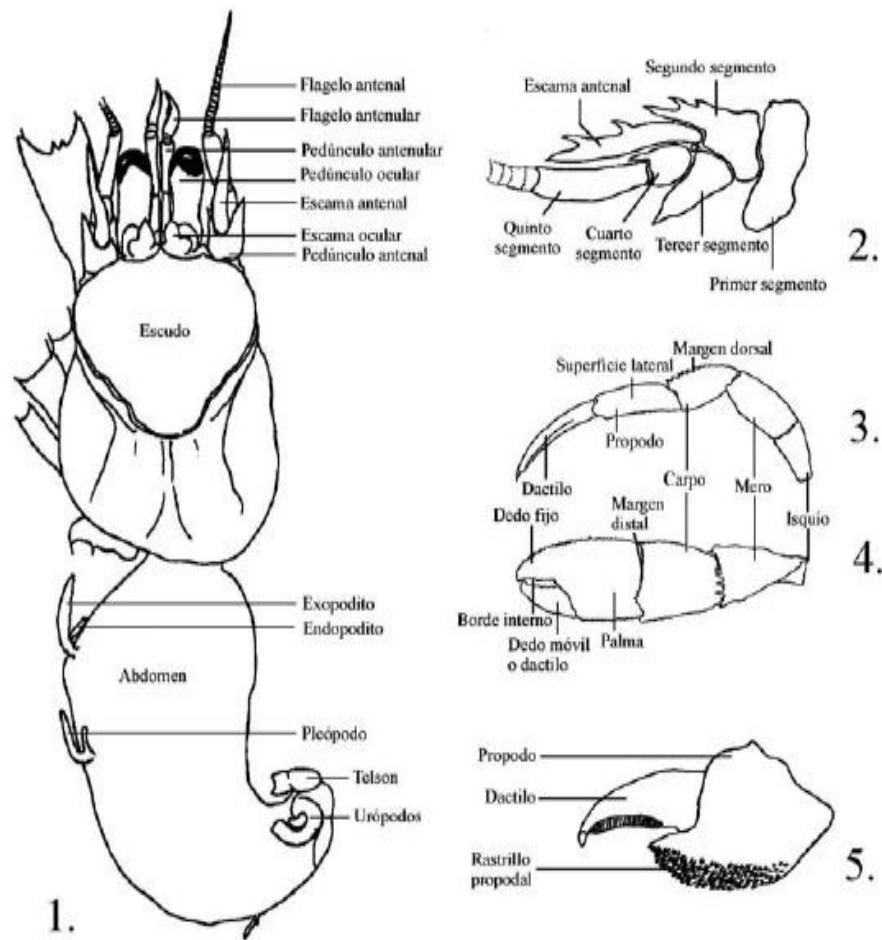 Flagelo antenal
Flagelo antenular
Pedúnculo antenular
Pedúnculo ocular
Escama antenal
Escama ocular
Pedúnculo antenal
Escudo
Exopodito
Endopodito
Abdomen
Pleópodo
Telson
Urópodos
1.
Segundo segmento
Escama antenal
Quinto
segmento
Cuarto
segmento
Tercer segmento
Primer segmento
2.
Margen dorsal
Superficie lateral
Propodo
Dactilo
Carpo
Mero
Isquio
3.
Dedo fijo
Margen
distal
Borde interno
Dedo móvil
o dactilo
Palma
4.
Propodo
Dactilo
Rastrillo
propodal
5.